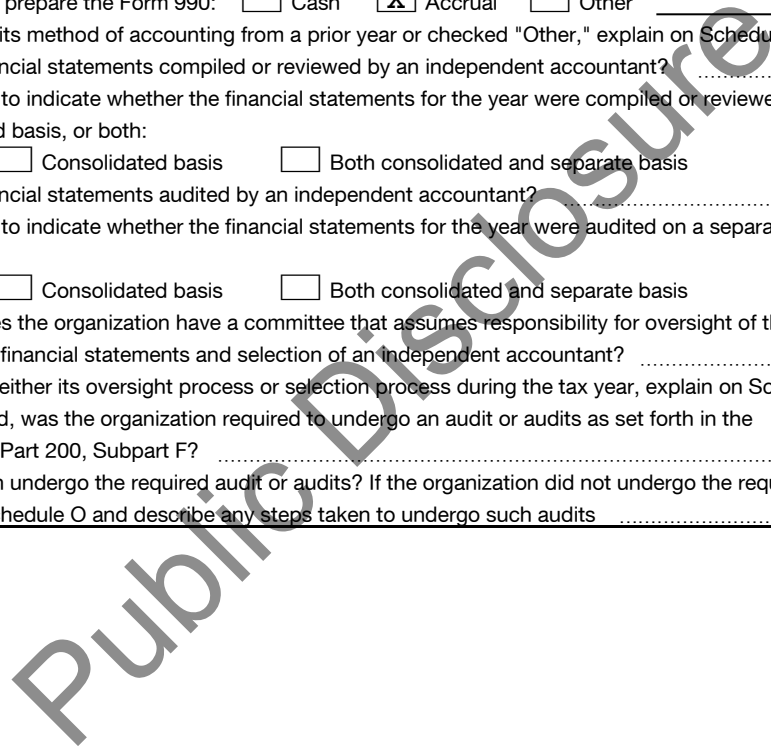 prepare the Form 990: Cash X Accrual Other
its method of accounting from a prior year or checked "Other," explain on Schedu
ncial statements compiled or reviewed by an independent accountant?
to indicate whether the financial statements for the year were compiled or reviewe
d basis, or both:
Consolidated basis Both consolidated and separate basis
ncial statements audited by an independent accountant?
to indicate whether the financial statements for the year were audited on a separa
Consolidated basis Both consolidated and separate basis
es the organization have a committee that assumes responsibility for oversight of th
financial statements and selection of an independent accountant?
either its oversight process or selection process during the tax year, explain on Sc
d, was the organization required to undergo an audit or audits as set forth in the
Part 200, Subpart F?
n undergo the required audit or audits? If the organization did not undergo the requ
hedule O and describe any steps taken to undergo such audits
Public Disclosure